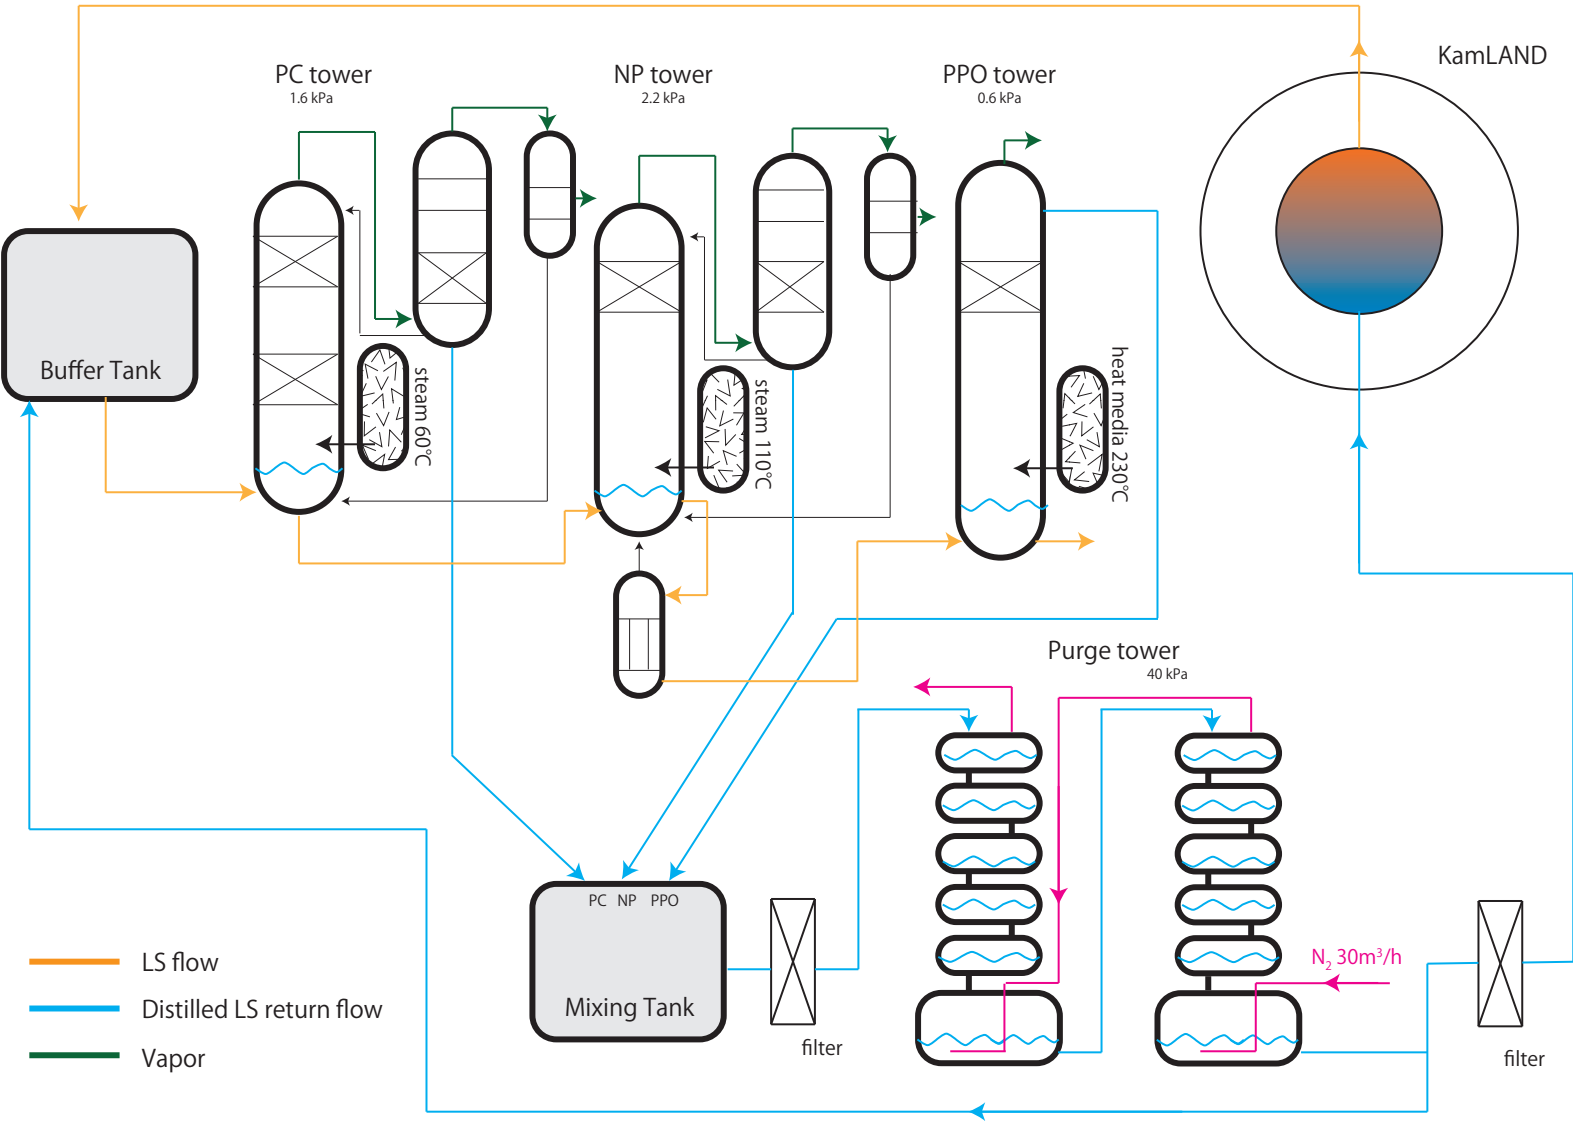 PC tower
1.6 kPa
NP tower
2.2 kPa
PPO tower
0.6 kPa
KamLAND
Buffer Tank
steam 60℃
steam 110℃
heat media 230℃
Purge tower
40 kPa
PC NP PPO
Mixing Tank
filter
N₂ 30m³/h
filter
LS flow
Distilled LS return flow
Vapor